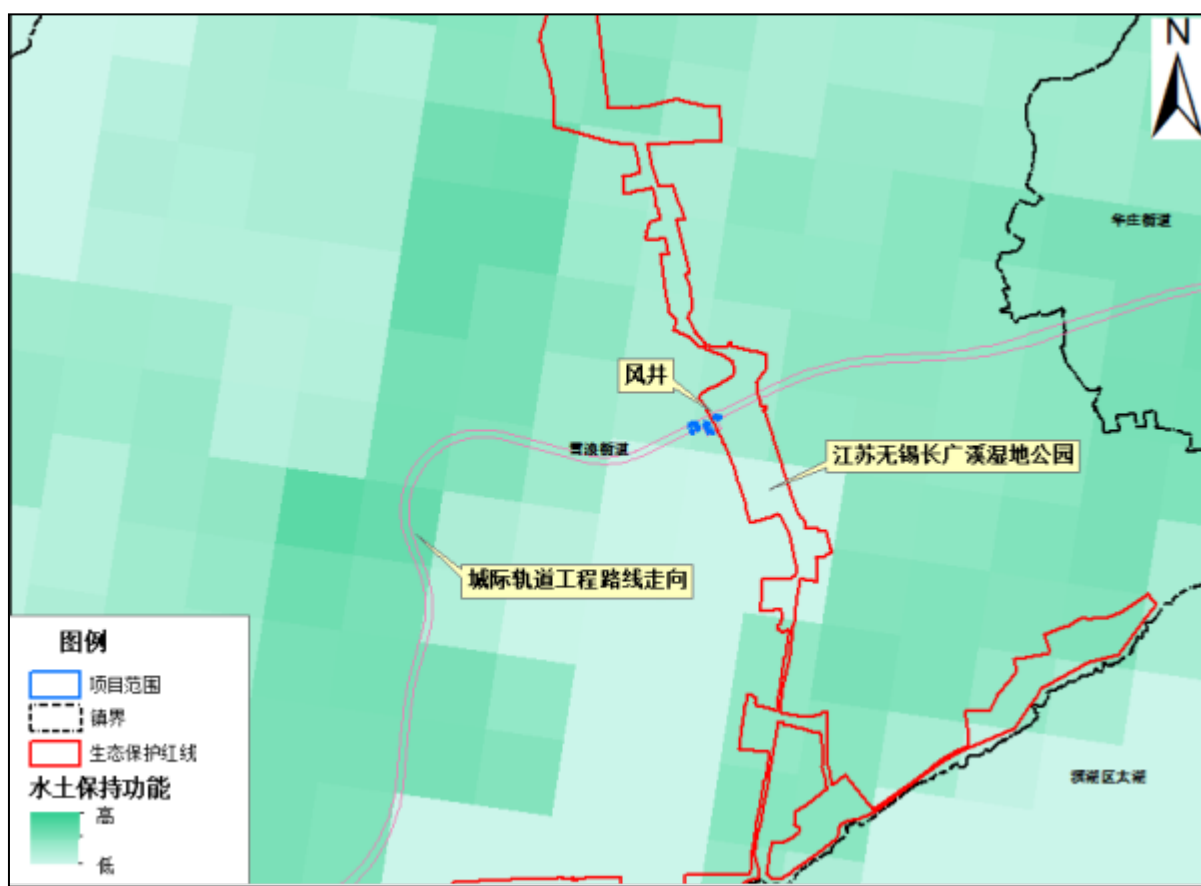 N
华庄街道
风井
雪浪街道
江苏无锡长广溪湿地公园
城际轨道工程路线走向
图例
项目范围
镇界
生态保护红线
水土保持功能
高
低
滨湖区太湖